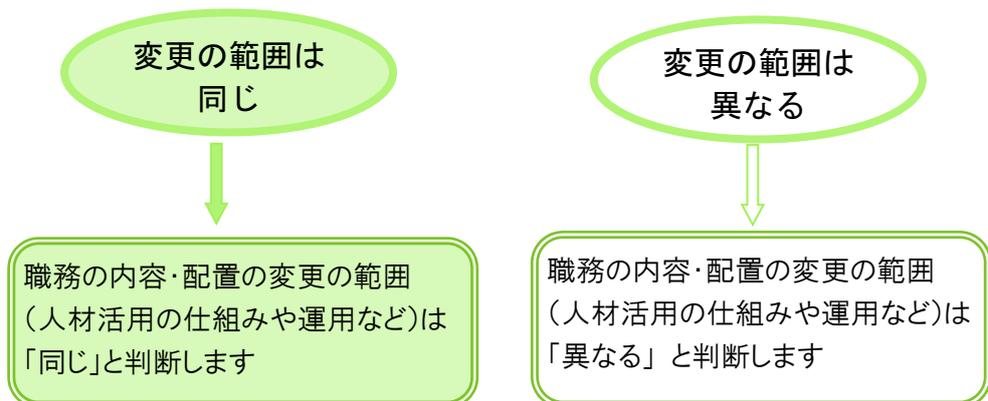 変更の範囲は
同じ
変更の範囲は
異なる
職務の内容・配置の変更の範囲
（人材活用の仕組みや運用など）は
「同じ」と判断します
職務の内容・配置の変更の範囲
（人材活用の仕組みや運用など）は
「異なる」 と判断します